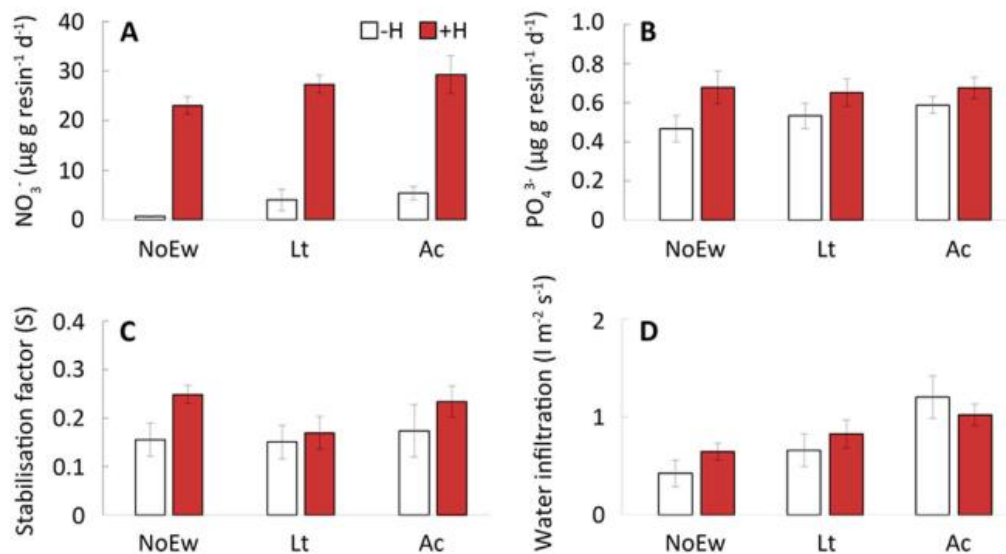 A
-H +H
NO₃⁻ (µg g resin⁻¹ d⁻¹)
40
30
20
10
0
NoEw Lt Ac
B
PO₄³⁻ (µg g resin⁻¹ d⁻¹)
1.0
0.8
0.6
0.4
0.2
0
NoEw Lt Ac
C
Stabilisation factor (S)
0.4
0.3
0.2
0.1
0
NoEw Lt Ac
D
Water infiltration (l m⁻² s⁻¹)
2
1
0
NoEw Lt Ac